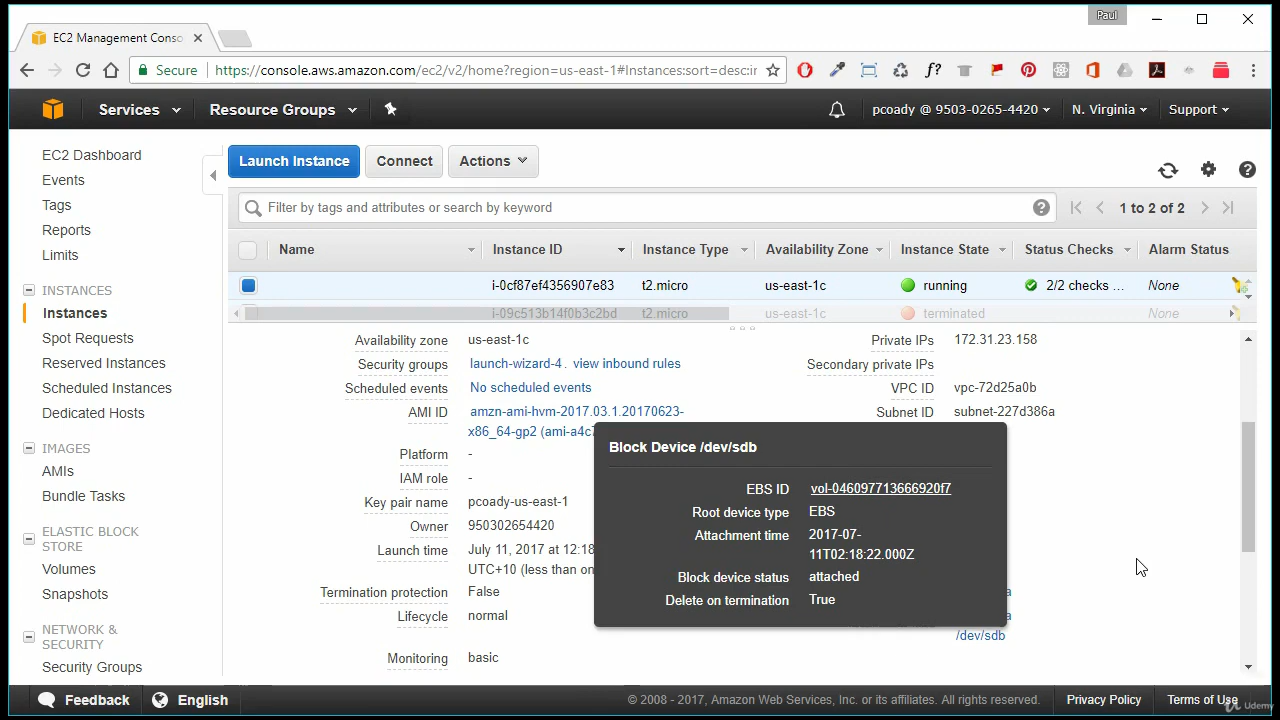 Paul
EC2 Management Conso
Secure https://console.aws.amazon.com/ec2/v2/home?region=us-east-1#Instances:sort=desc:ir
Services Resource Groups pcoady @ 9503-0265-4420 N. Virginia Support
EC2 Dashboard
Events
Tags
Reports
Limits
INSTANCES
Instances
Spot Requests
Reserved Instances
Scheduled Instances
Dedicated Hosts
IMAGES
AMIs
Bundle Tasks
ELASTIC BLOCK
STORE
Volumes
Snapshots
NETWORK &
SECURITY
Security Groups
Launch Instance Connect Actions
Filter by tags and attributes or search by keyword 1 to 2 of 2
Name Instance ID Instance Type Availability Zone Instance State Status Checks Alarm Status
i-0cf87ef4356907e83 t2.micro us-east-1c running 2/2 checks ... None
i-09c513b14f0b3c2bd t2.micro us-east-1c terminated None
Availability zone us-east-1c
Security groups launch-wizard-4. view inbound rules
Scheduled events No scheduled events
AMI ID amzn-ami-hvm-2017.03.1.20170623-
x86_64-gp2 (ami-a4c7
Platform -
IAM role -
Key pair name pcoady-us-east-1
Owner 950302654420
Launch time July 11, 2017 at 12:18
UTC+10 (less than on
Termination protection False
Lifecycle normal
Monitoring basic
Private IPs 172.31.23.158
Secondary private IPs
VPC ID vpc-72d25a0b
Subnet ID subnet-227d386a
Block Device /dev/sdb
EBS ID vol-046097713666920f7
Root device type EBS
Attachment time 2017-07-
11T02:18:22.000Z
Block device status attached
Delete on termination True
a
a
/dev/sdb
Feedback English © 2008 - 2017, Amazon Web Services, Inc. or its affiliates. All rights reserved. Privacy Policy Terms of Use
Udemy